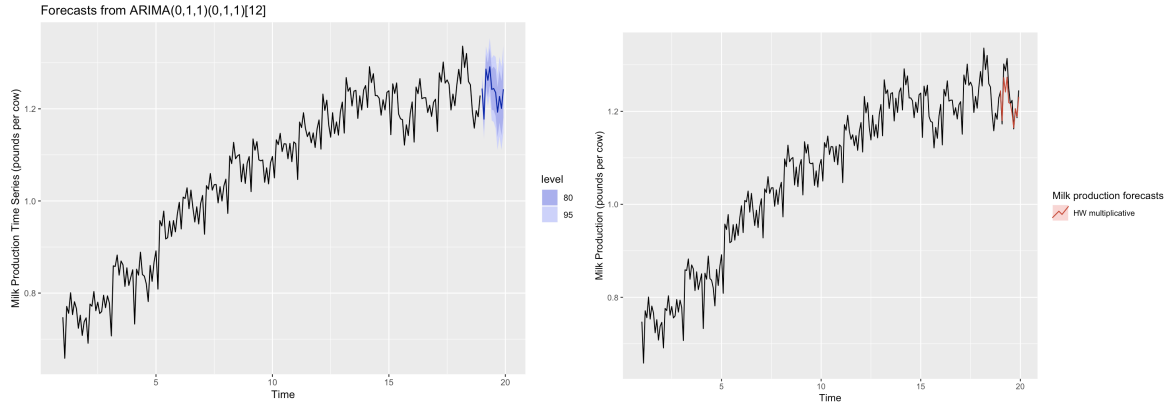 Forecasts from ARIMA(0,1,1)(0,1,1)[12]
Milk Production Time Series (pounds per cow)
1.2
1.0
0.8
5
10
15
20
Time
level
80
95
Milk Production (pounds per cow)
1.2
1.0
0.8
5
10
15
20
Time
Milk production forecasts
HW multiplicative